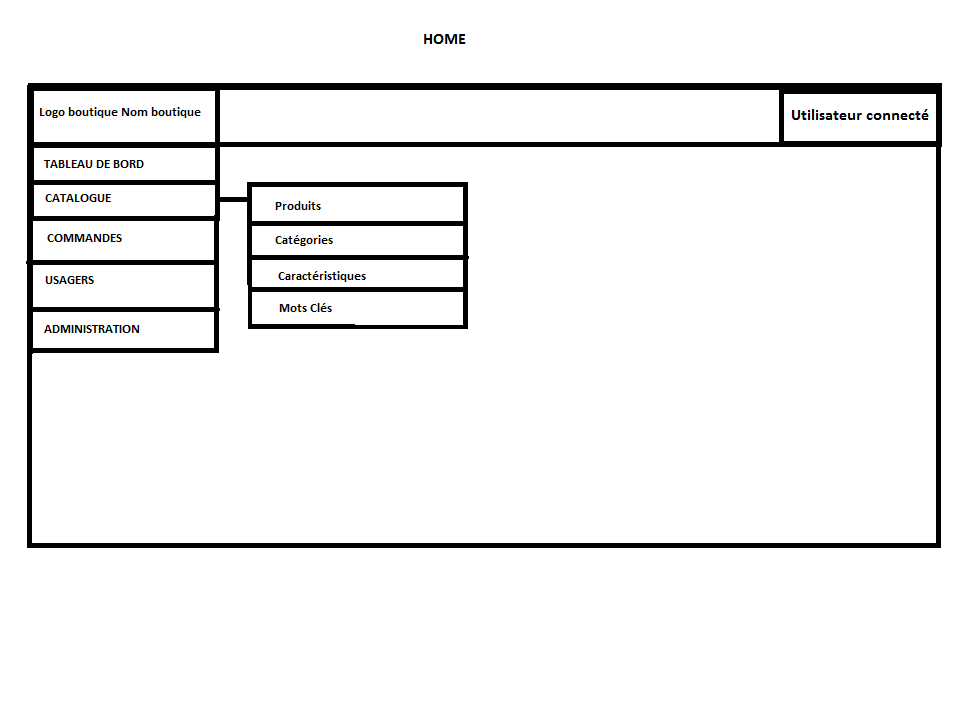 HOME
Logo boutique Nom boutique
Utilisateur connecté
TABLEAU DE BORD
CATALOGUE
COMMANDES
USAGERS
ADMINISTRATION
Produits
Catégories
Caractéristiques
Mots Clés